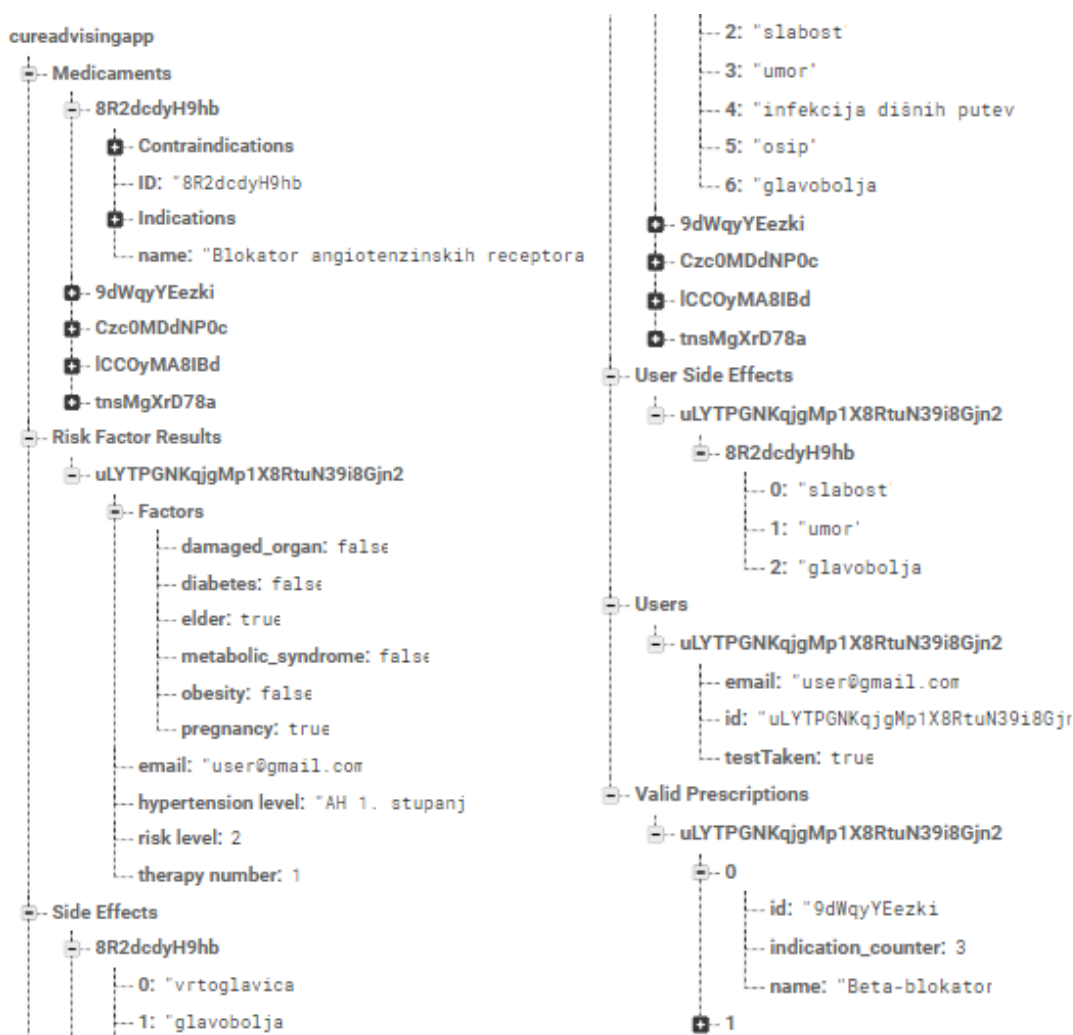 cureadvisingapp
Medicaments
8R2dcdyH9hb
Contraindications
ID: "8R2dcdyH9hb
Indications
name: "Blokator angiotenzinskih receptora
9dWqyYEezki
Czc0MDdNP0c
lCCOyMA8IBd
tnsMgXrD78a
Risk Factor Results
uLYTPGNKqjgMp1X8RtuN39i8Gjn2
Factors
damaged_organ: false
diabetes: false
elder: true
metabolic_syndrome: false
obesity: false
pregnancy: true
email: "user@gmail.com
hypertension level: "AH 1. stupanj
risk level: 2
therapy number: 1
Side Effects
8R2dcdyH9hb
0: "vrtoglavica
1: "glavobolja
2: "slabost'
3: "umor'
4: "infekcija dišnih putev
5: "osip'
6: "glavobolja
9dWqyYEezki
Czc0MDdNP0c
lCCOyMA8IBd
tnsMgXrD78a
User Side Effects
uLYTPGNKqjgMp1X8RtuN39i8Gjn2
8R2dcdyH9hb
0: "slabost'
1: "umor'
2: "glavobolja
Users
uLYTPGNKqjgMp1X8RtuN39i8Gjn2
email: "user@gmail.com
id: "uLYTPGNKqjgMp1X8RtuN39i8Gjn
testTaken: true
Valid Prescriptions
uLYTPGNKqjgMp1X8RtuN39i8Gjn2
0
id: "9dWqyYEezki
indication_counter: 3
name: "Beta-blokator
1